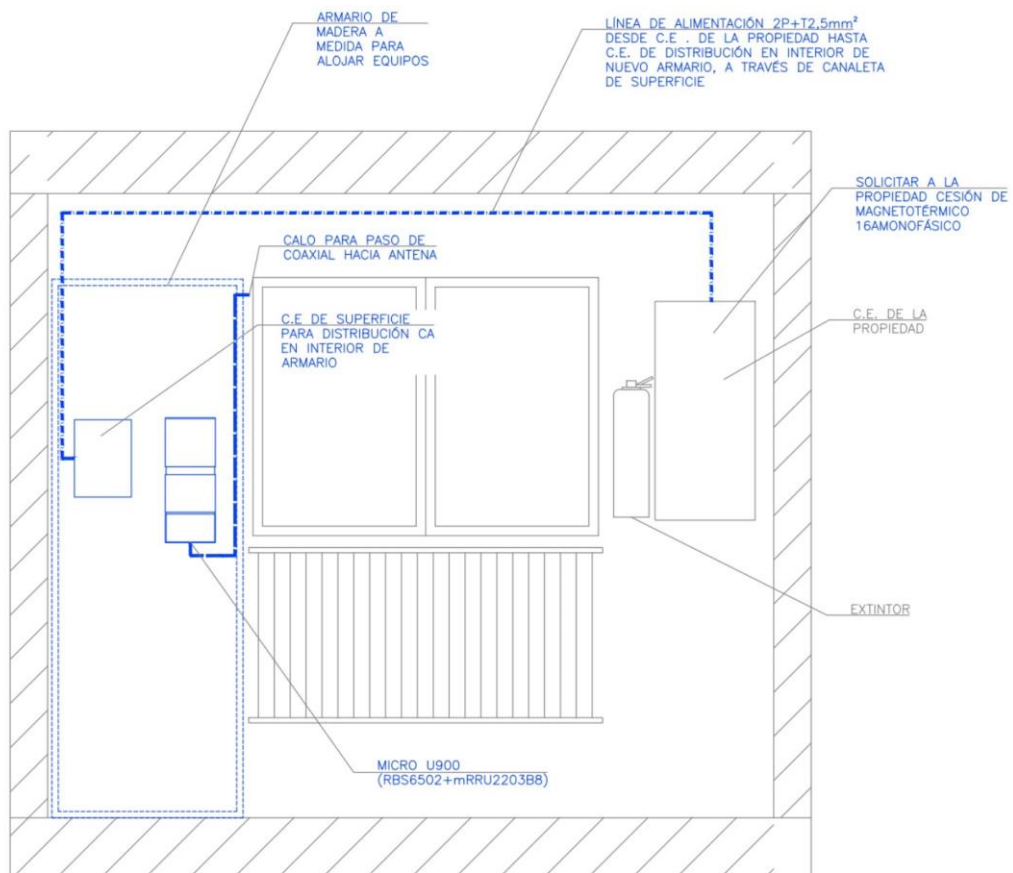 ARMARIO DE
MADERA A
MEDIDA PARA
ALOJAR EQUIPOS
LÍNEA DE ALIMENTACIÓN 2P+T2,5mm²
DESDE C.E . DE LA PROPIEDAD HASTA
C.E. DE DISTRIBUCIÓN EN INTERIOR DE
NUEVO ARMARIO, A TRAVÉS DE CANALETA
DE SUPERFICIE
SOLICITAR A LA
PROPIEDAD CESIÓN DE
MAGNETOTÉRMICO
16AMONOFÁSICO
CALO PARA PASO DE
COAXIAL HACIA ANTENA
C.E DE SUPERFICIE
PARA DISTRIBUCIÓN CA
EN INTERIOR DE
ARMARIO
C.E. DE LA
PROPIEDAD
EXTINTOR
MICRO U900
(RBS6502+mRRU2203B8)